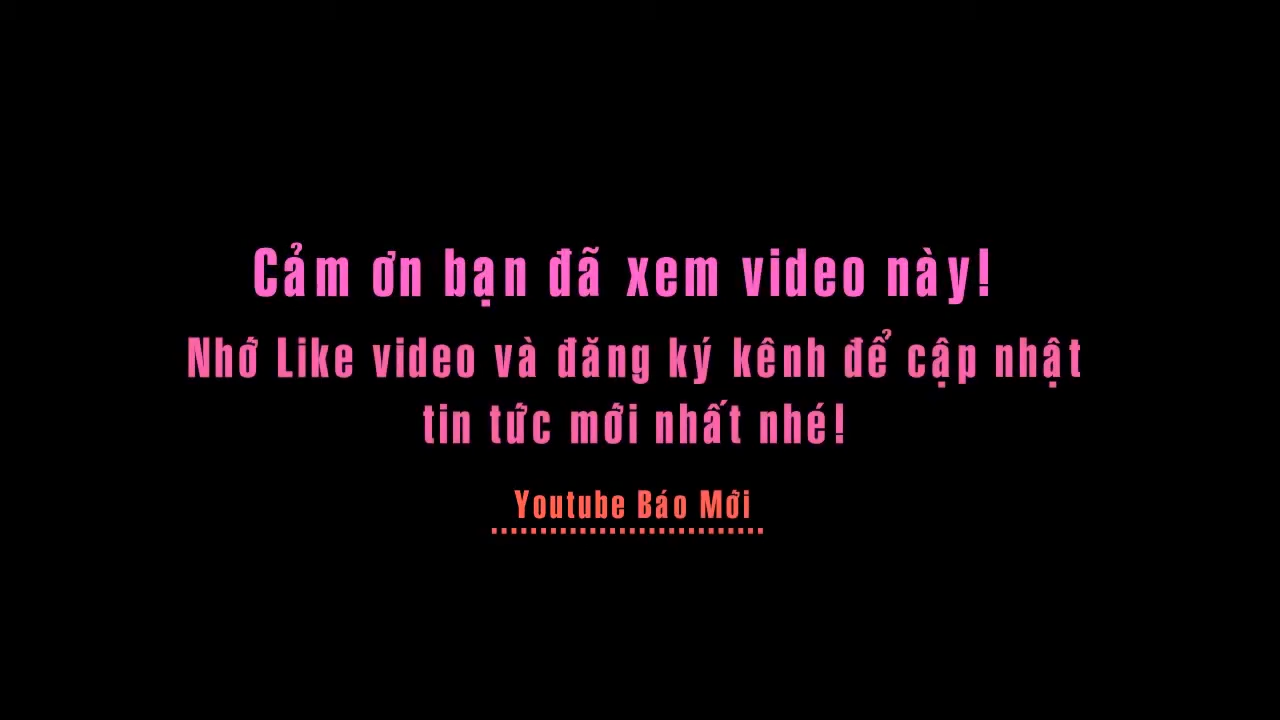 Cảm ơn bạn đã xem video này!
Nhớ Like video và đăng ký kênh để cập nhật
tin tức mới nhất nhé!
Youtube Báo Mới